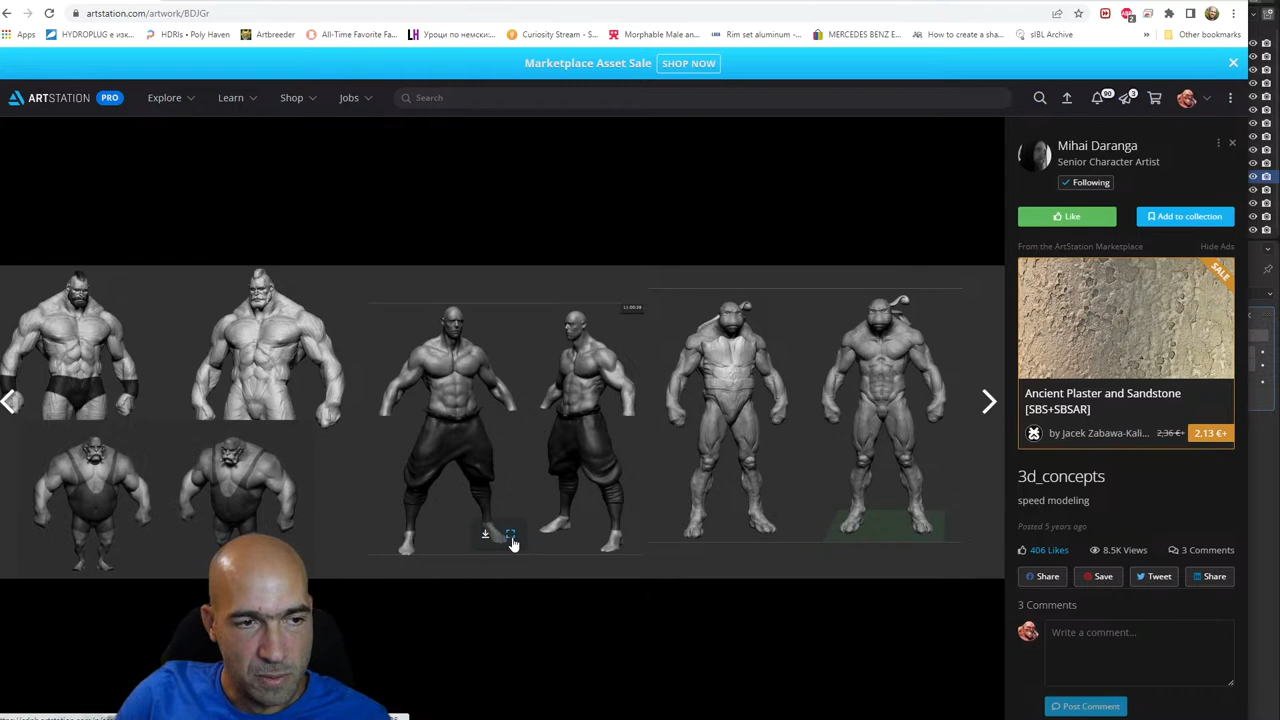 artstation.com/artwork/BDJGr
Apps
HYDROPLUG e изк...
HDRIs • Poly Haven
Artbreeder
All-Time Favorite Fa...
Уроци по немски:...
Curiosity Stream - S...
Morphable Male an...
Rim set aluminum -...
MERCEDES BENZ E...
How to create a sha...
sIBL Archive
»
Other bookmarks
Marketplace Asset Sale SHOP NOW
ARTSTATION PRO
Explore
Learn
Shop
Jobs
Search
90
3
Mihai Daranga
Senior Character Artist
Following
Like
Add to collection
From the ArtStation Marketplace
Hide Ads
SALE
Ancient Plaster and Sandstone
[SBS+SBSAR]
by Jacek Zabawa-Kali...
2,36 €+
2,13 €+
3d_concepts
speed modeling
Posted 5 years ago
406 Likes
8.5K Views
3 Comments
Share
Save
Tweet
Share
3 Comments
Write a comment...
Post Comment